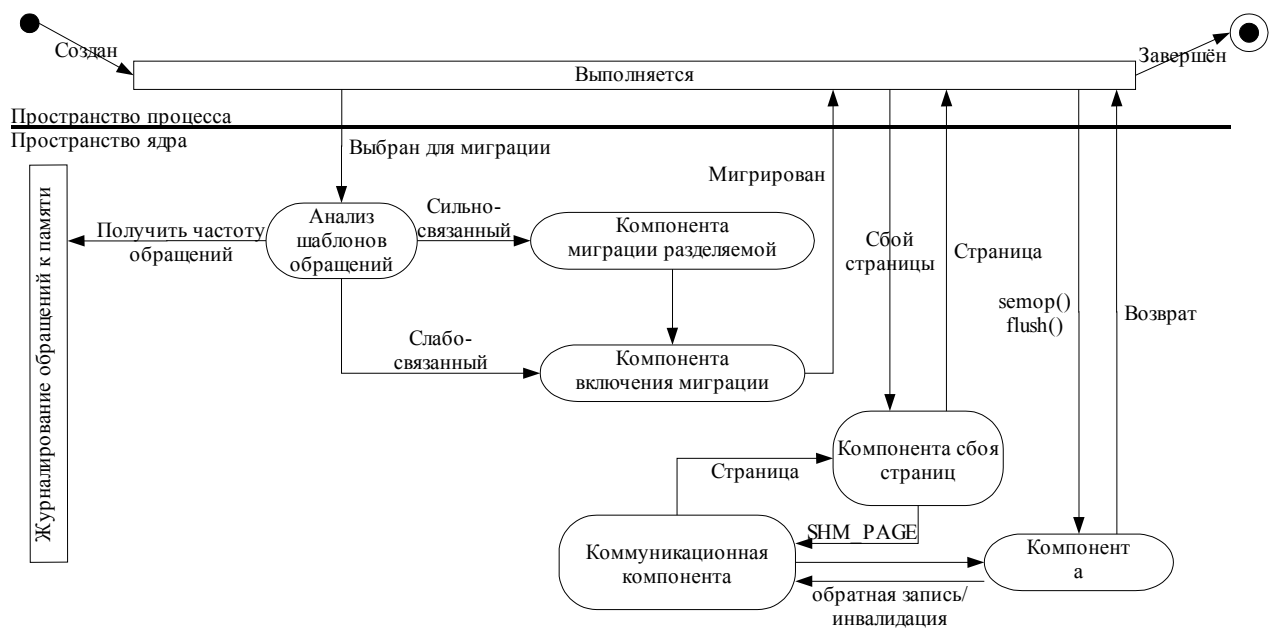 Создан
Завершён
Выполняется
Пространство процесса
Пространство ядра
Выбран для миграции
Мигрирован
Журналирование обращений к памяти
Получить частоту
обращений
Анализ
шаблонов
обращений
Сильно-
связанный
Компонента
миграции разделяемой
Сбой
страницы
Страница
semop()
flush()
Возврат
Слабо-
связанный
Компонента
включения миграции
Компонента сбоя
страниц
Страница
SHM_PAGE
Коммуникационная
компонента
Компонент
а
обратная запись/
инвалидация